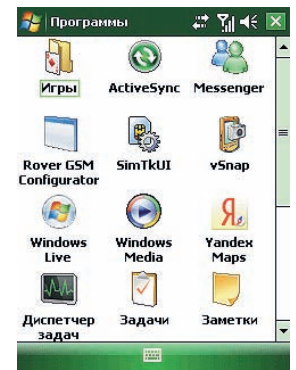 Программы
Игры
ActiveSync
Messenger
Rover GSM
Configurator
SimTkUI
vSnap
Windows
Live
Windows
Media
Yandex
Maps
Диспетчер
задач
Задачи
Заметки